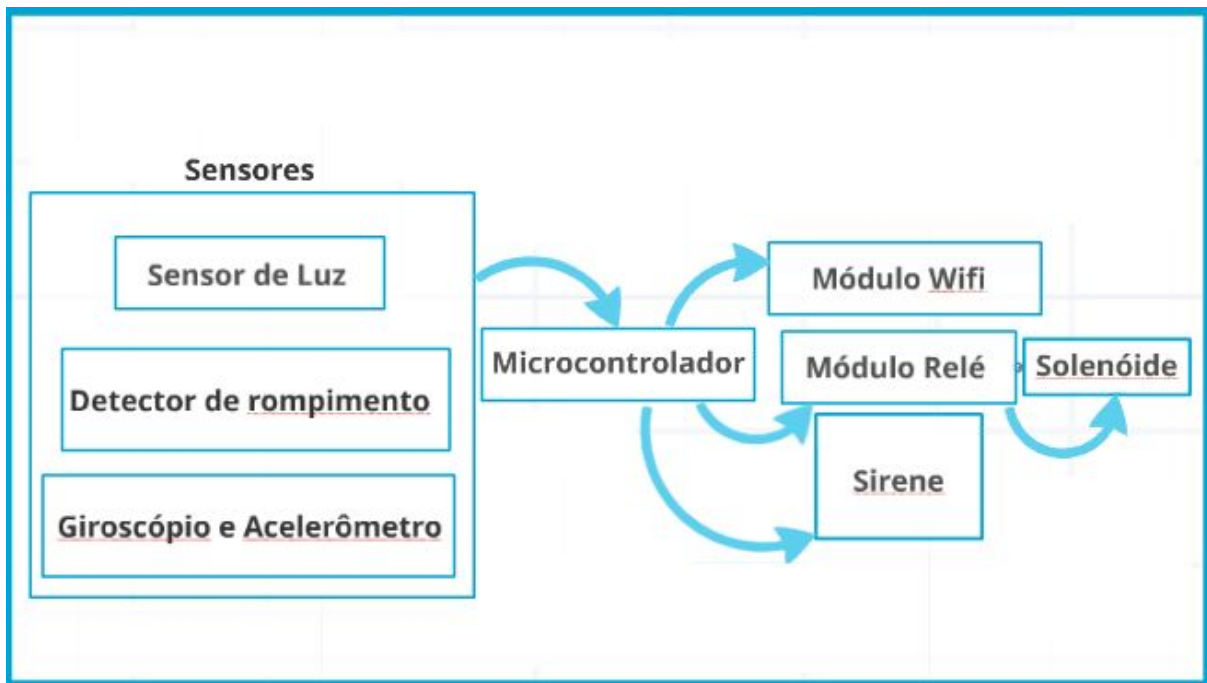 Sensores
Sensor de Luz
Detector de rompimento
Giroscópio e Acelerômetro
Microcontrolador
Módulo Wifi
Módulo Relé
Solenóide
Sirene